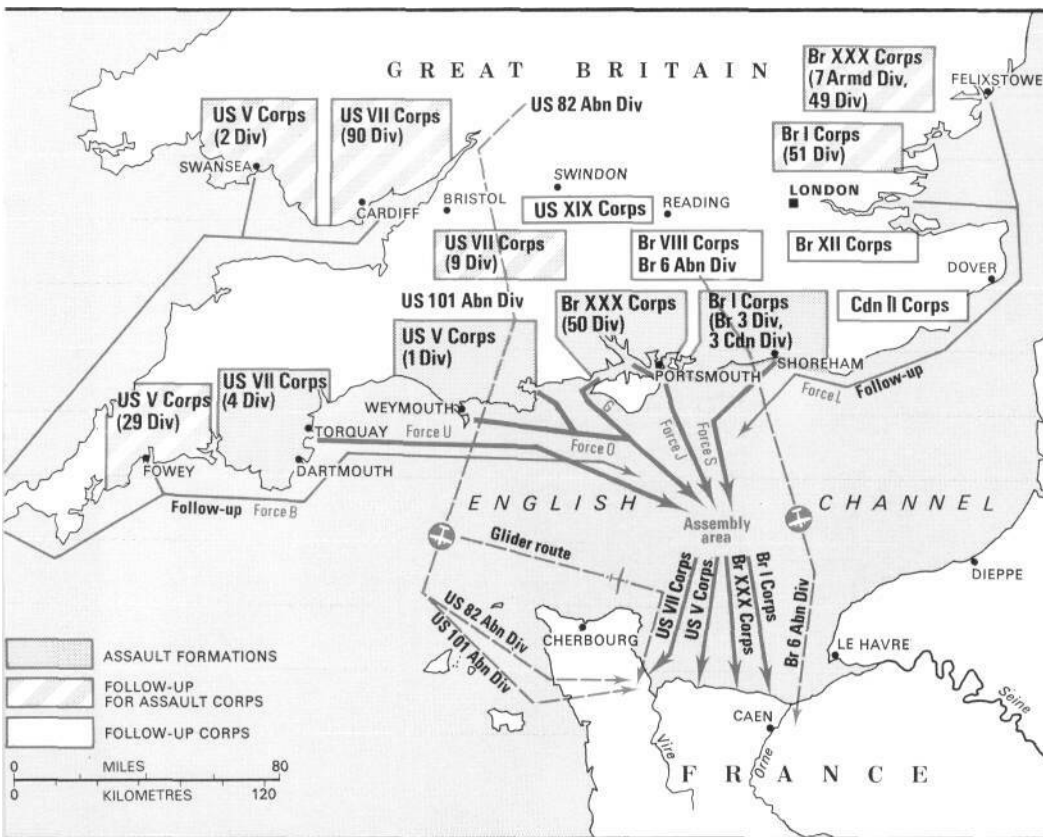 GREAT BRITAIN
Br XXX Corps
(7 Armd Div,
49 Div)
FELIXSTOWE
US V Corps
(2 Div)
US VII Corps
(90 Div)
US 82 Abn Div
Br I Corps
(51 Div)
SWANSEA
CARDIFF
BRISTOL
SWINDON
US XIX Corps
READING
LONDON
US VII Corps
(9 Div)
Br VIII Corps
Br 6 Abn Div
Br XII Corps
DOVER
US 101 Abn Div
US V Corps
(1 Div)
Br XXX Corps
(50 Div)
Br I Corps
(Br 3 Div,
3 Cdn Div)
Cdn II Corps
US V Corps
(29 Div)
US VII Corps
(4 Div)
WEYMOUTH
PORTSMOUTH
SHOREHAM
Force L
Follow-up
FOWEY
TORQUAY
DARTMOUTH
Force U
Force O
G
Force J
Force S
Follow-up
Force B
ENGLISH CHANNEL
Assembly
area
Glider route
US 82 Abn Div
US 101 Abn Div
US VII Corps
US V Corps
Br XXX Corps
Br I Corps
Br 6 Abn Div
DIEPPE
CHERBOURG
LE HAVRE
Seine
CAEN
Vire
Orne
FRANCE
ASSAULT FORMATIONS
FOLLOW-UP
FOR ASSAULT CORPS
FOLLOW-UP CORPS
0 MILES 80
0 KILOMETRES 120